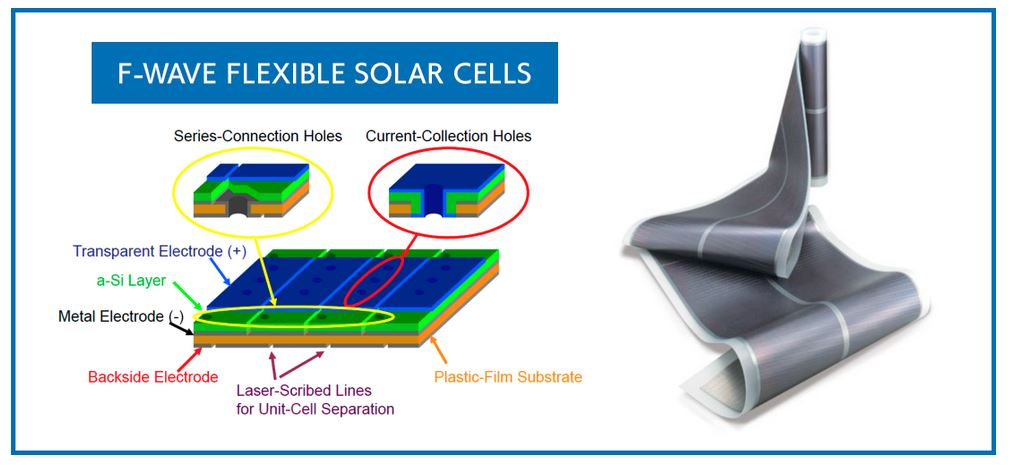 F-WAVE FLEXIBLE SOLAR CELLS
Series-Connection Holes
Current-Collection Holes
Transparent Electrode (+)
a-Si Layer
Metal Electrode (-)
Backside Electrode
Laser-Scribed Lines
for Unit-Cell Separation
Plastic-Film Substrate